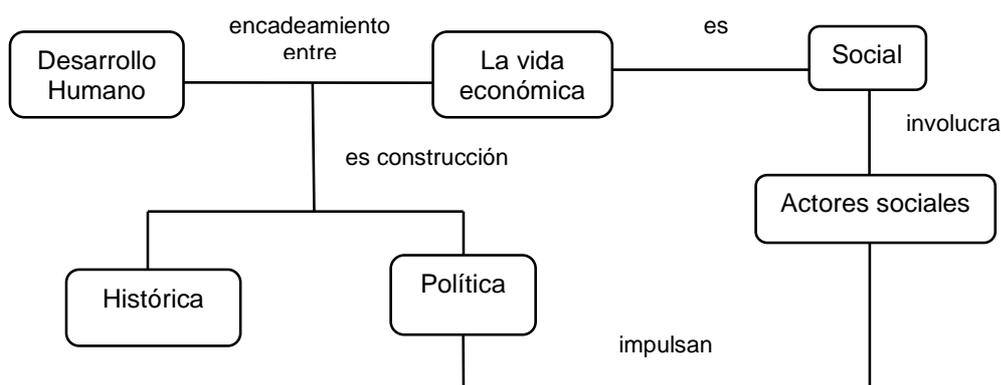 encadeamiento
entre
es
Desarrollo
Humano
La vida
económica
Social
involucra
es construcción
Actores sociales
Histórica
Política
impulsan